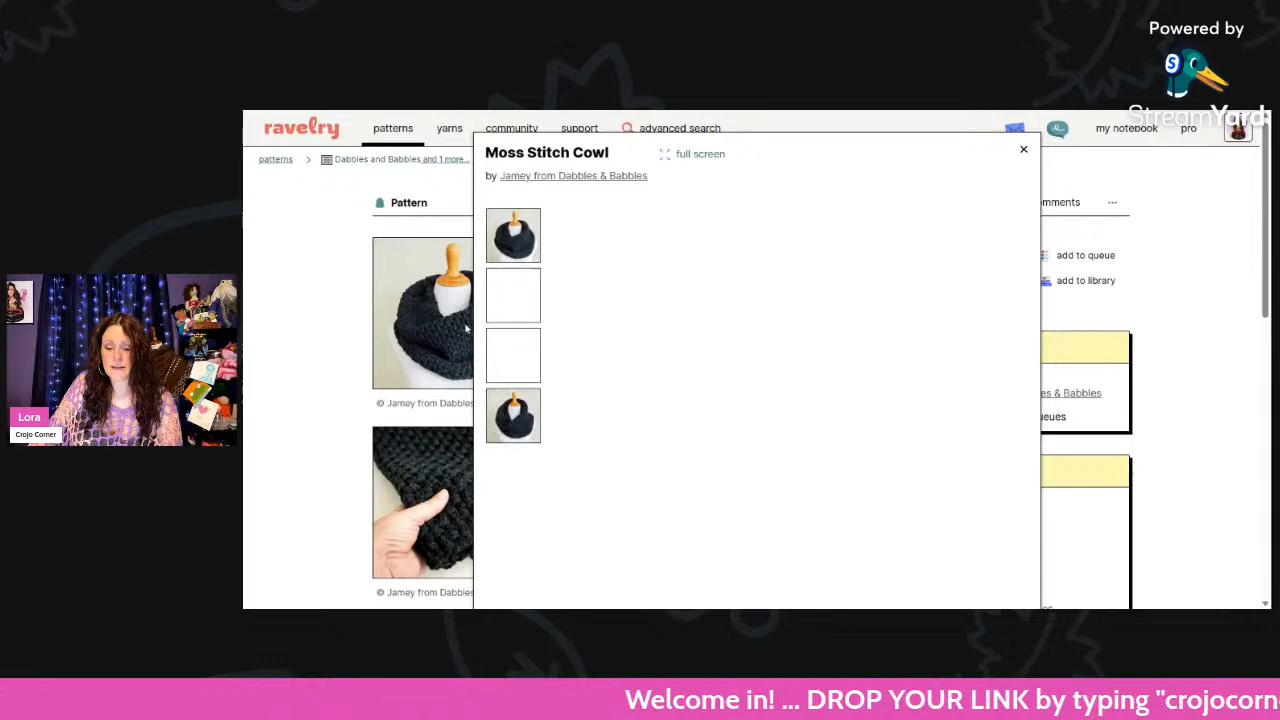 Powered by
StreamYard
ravelry
patterns
yarns
community
support
advanced search
my notebook
pro
patterns
Dabbles and Babbles and 1 more...
Moss Stitch Cowl
full screen
by Jamey from Dabbles & Babbles
Pattern
add to queue
add to library
es & Babbles
ueues
© Jamey from Dabbles
© Jamey from Dabbles
Lora
Crojo Corner
Welcome in! ... DROP YOUR LINK by typing "crojocorn